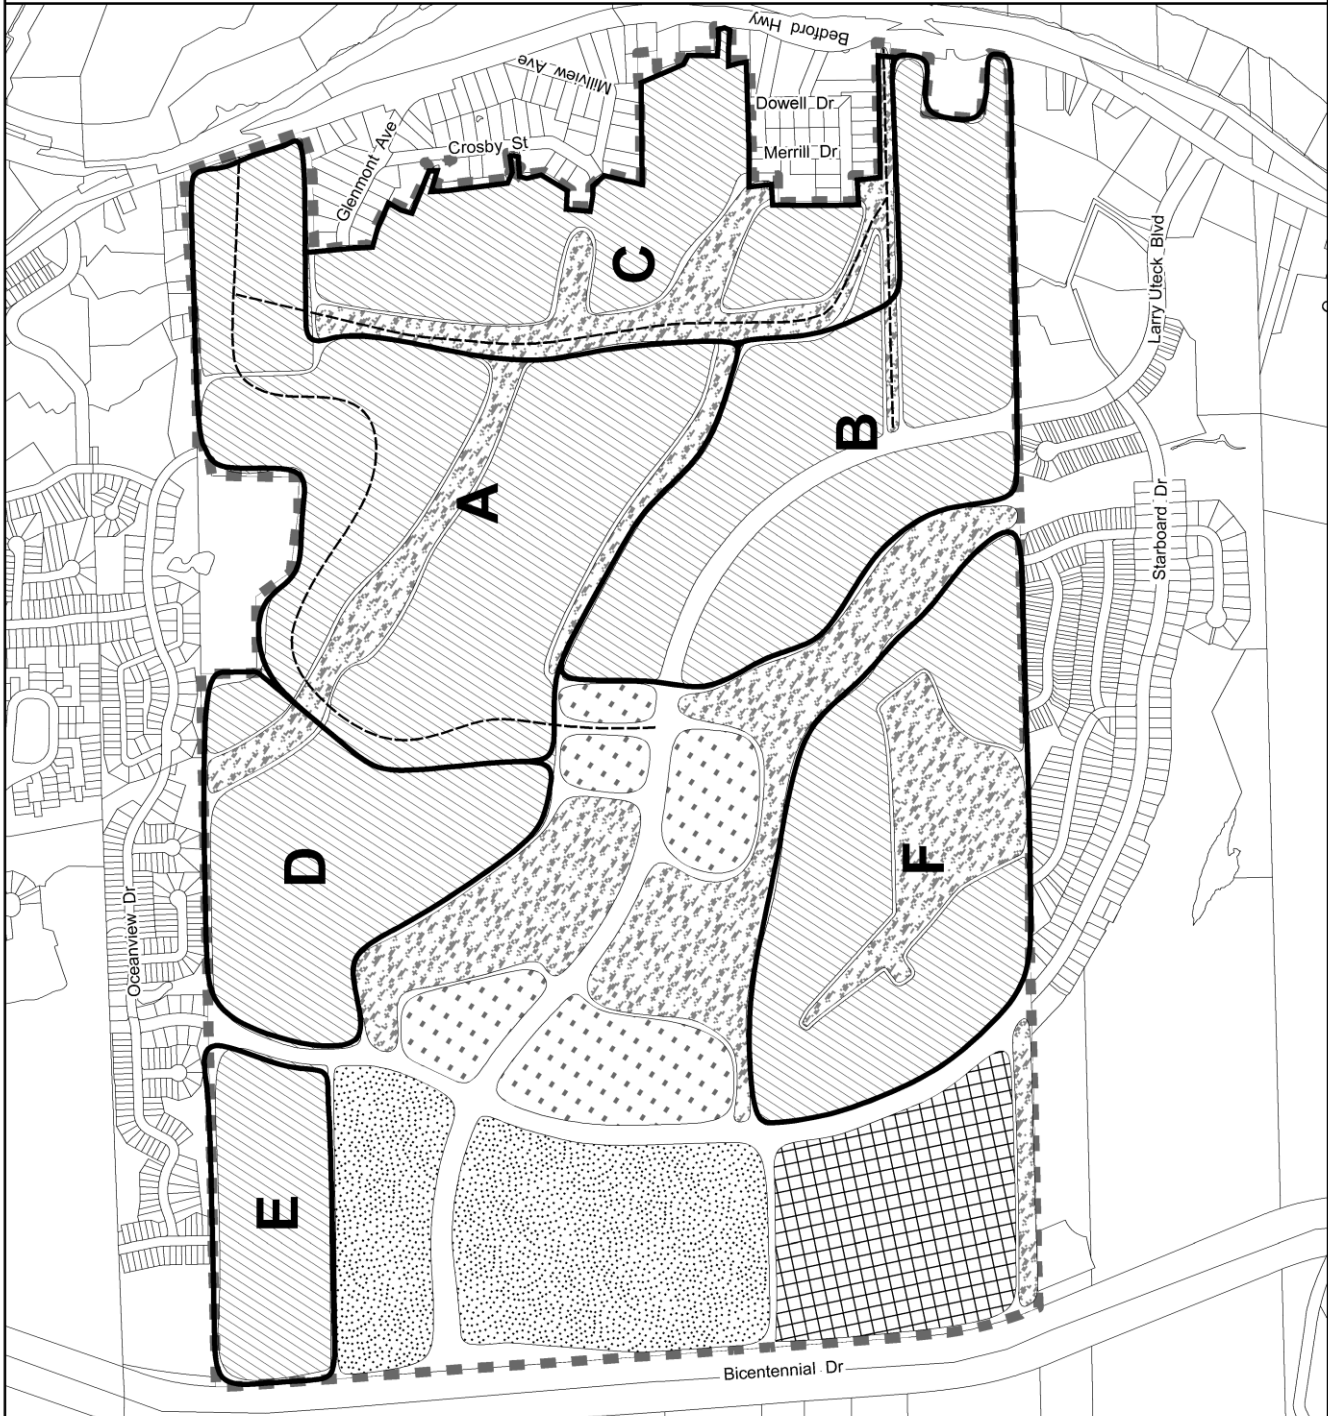 Bedford Hwy
Millview Ave
Dowell Dr
Crosby St
Merrill Dr
Glenmont Ave
C
Larry Uteck Blvd
B
A
Starboard Dr
D
F
Oceanview Dr
E
Bicentennial Dr